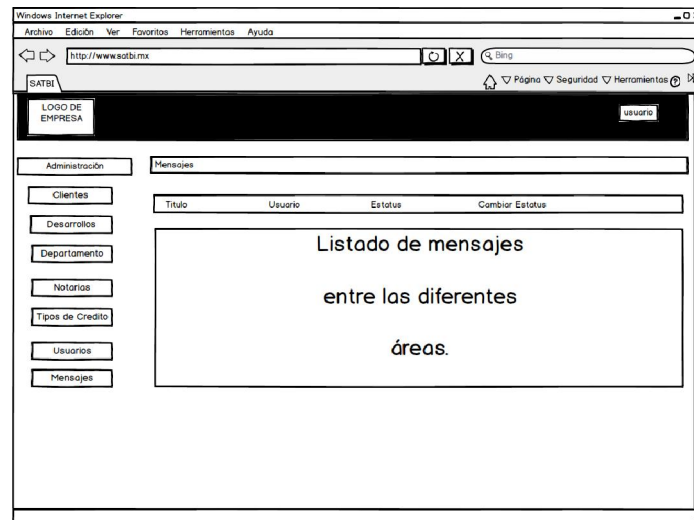 Windows Internet Explorer
Archivo Edición Ver Favoritos Herramientas Ayuda
http://www.satbi.mx
Bing
SATBI
Página Seguridad Herramientas
LOGO DE
EMPRESA
usuario
Administración
Mensajes
Clientes
Titulo Usuario Estatus Cambiar Estatus
Desarrollos
Departamento
Notarias
Tipos de Credito
Usuarios
Mensajes
Listado de mensajes
entre las diferentes
áreas.